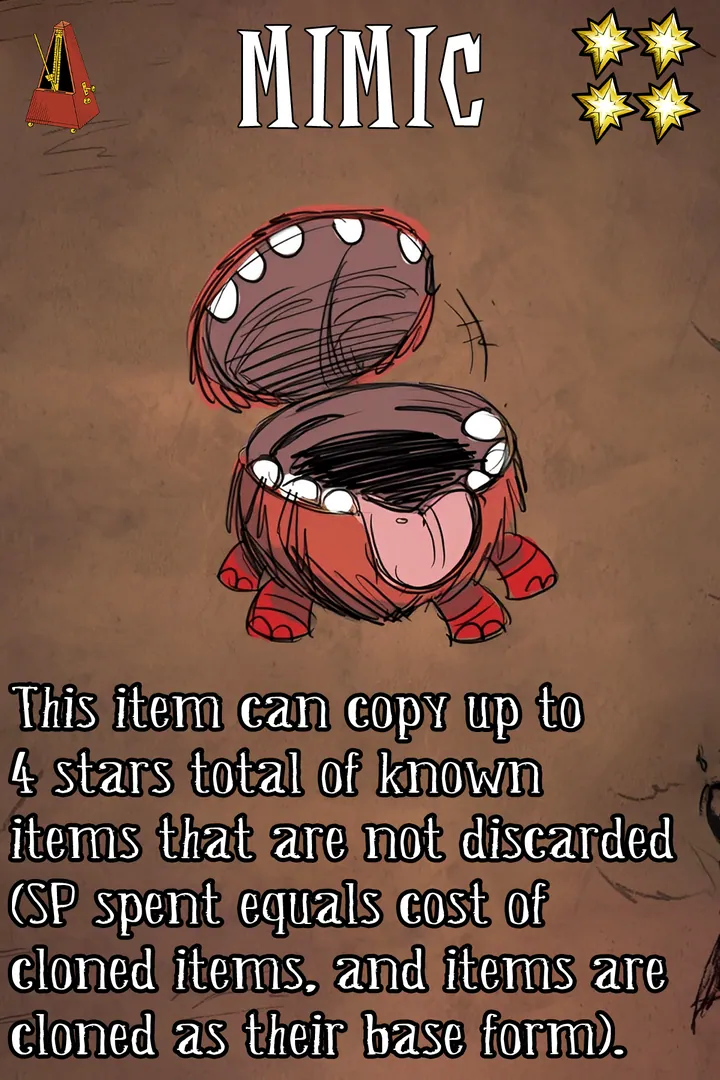 MIMIC
This item can copy up to
4 stars total of known
items that are not discarded
(SP spent equals cost of
cloned items, and items are
cloned as their base form).